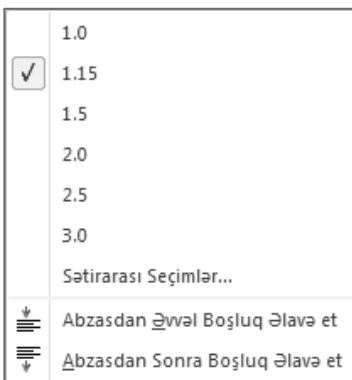 1.0
1.15
1.5
2.0
2.5
3.0
Sətirarası Seçimlər...
Abzasdan Əvvəl Boşluq Əlavə et
Abzasdan Sonra Boşluq Əlavə et